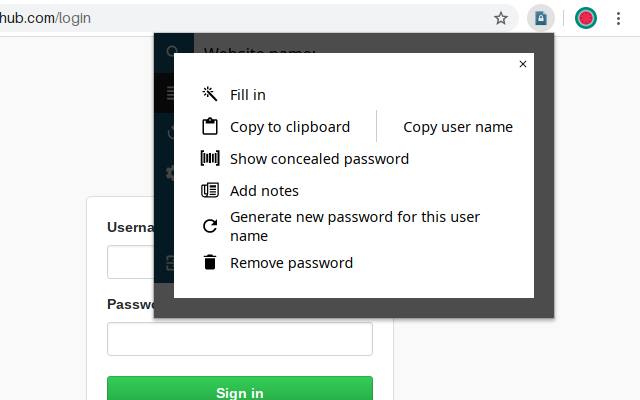 hub.com/login
Website name:
Fill in
Copy to clipboard
Copy user name
Show concealed password
Add notes
Generate new password for this user
name
Remove password
Userna
Passwo
Sign in